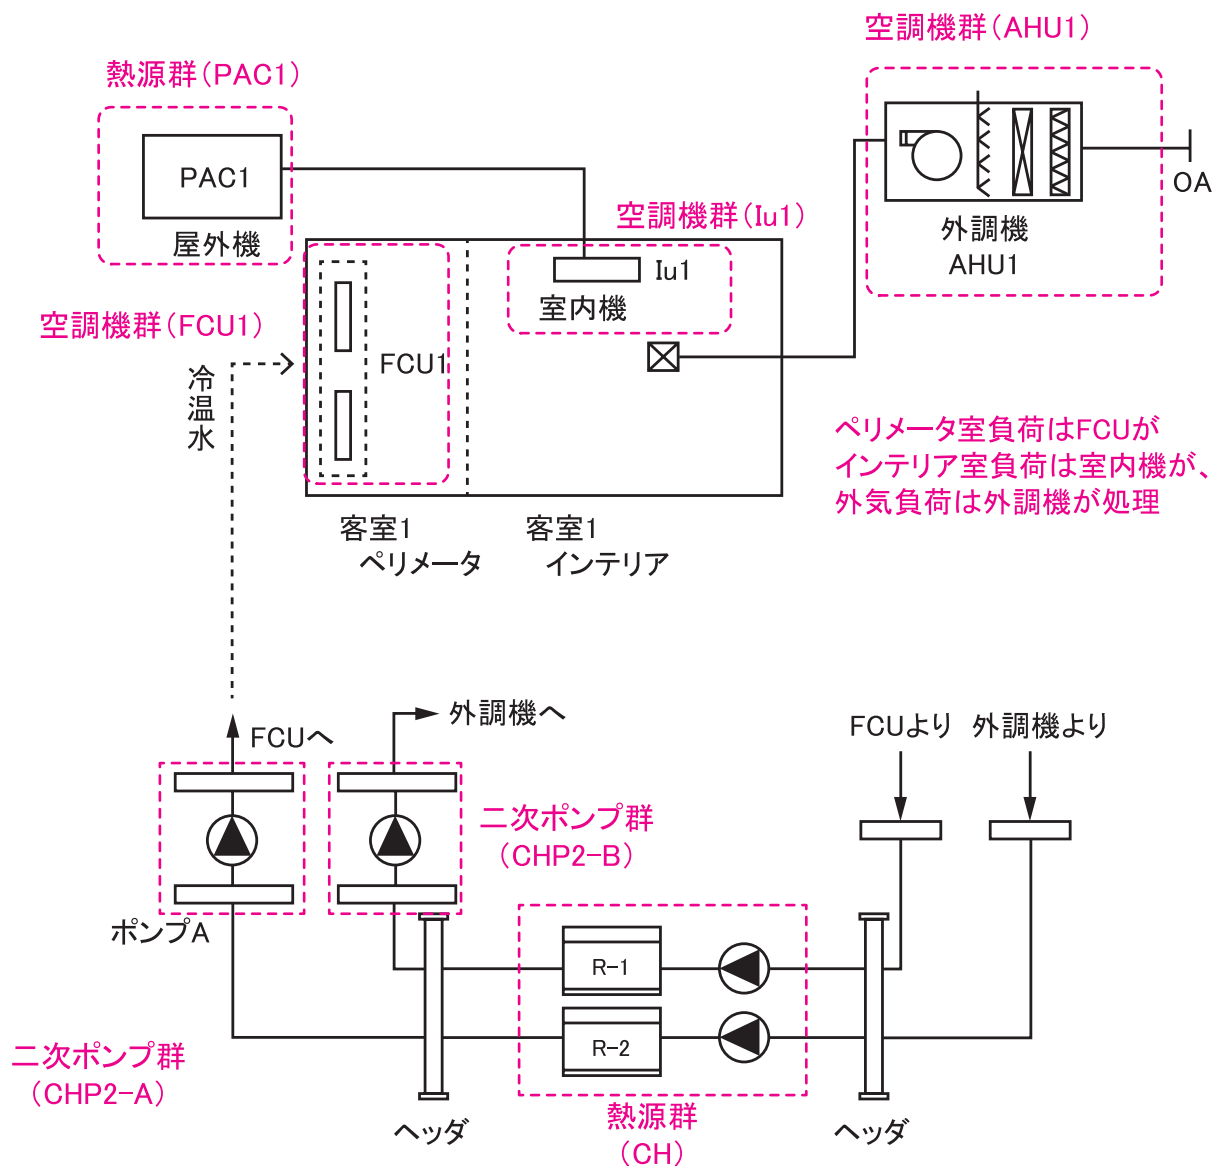 空調機群(AHU1)
熱源群(PAC1)
PAC1
屋外機
OA
外調機
AHU1
空調機群(Iu1)
Iu1
室内機
空調機群(FCU1)
FCU1
冷温水
ペリメータ室負荷はFCUが
インテリア室負荷は室内機が、
外気負荷は外調機が処理
客室1
ペリメータ
客室1
インテリア
FCUへ
外調機へ
FCUより
外調機より
二次ポンプ群
(CHP2-B)
ポンプA
R-1
R-2
二次ポンプ群
(CHP2-A)
ヘッダ
熱源群
(CH)
ヘッダ